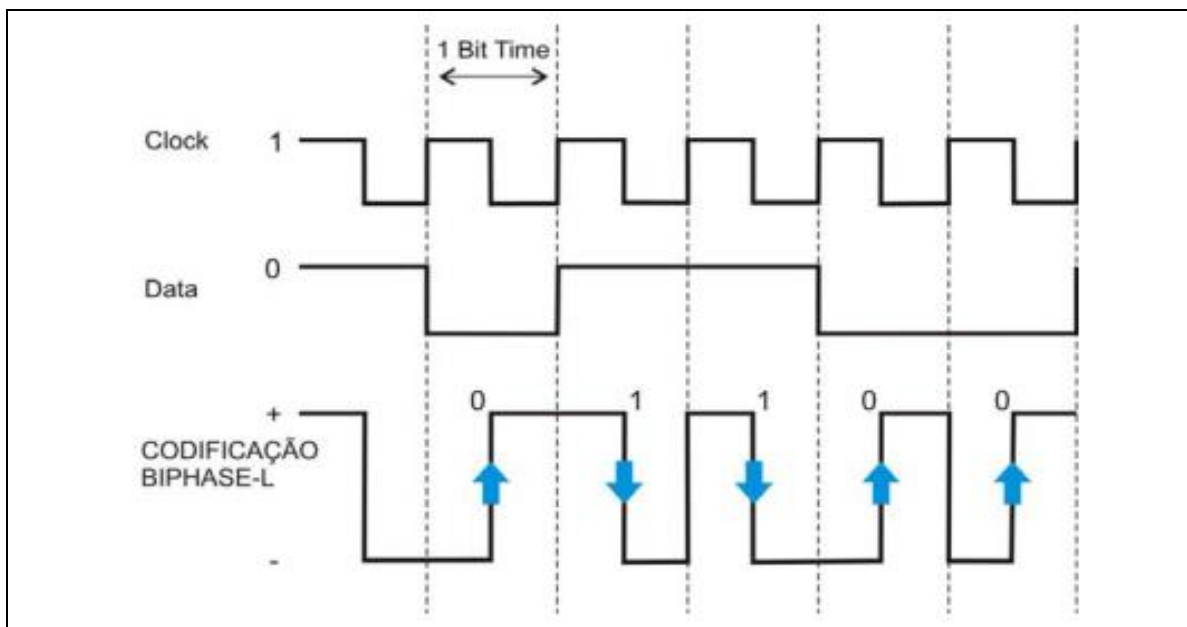 1 Bit Time
Clock 1
Data 0
0 1 1 0 0
+
CODIFICAÇÃO
BIPHASE-L
-